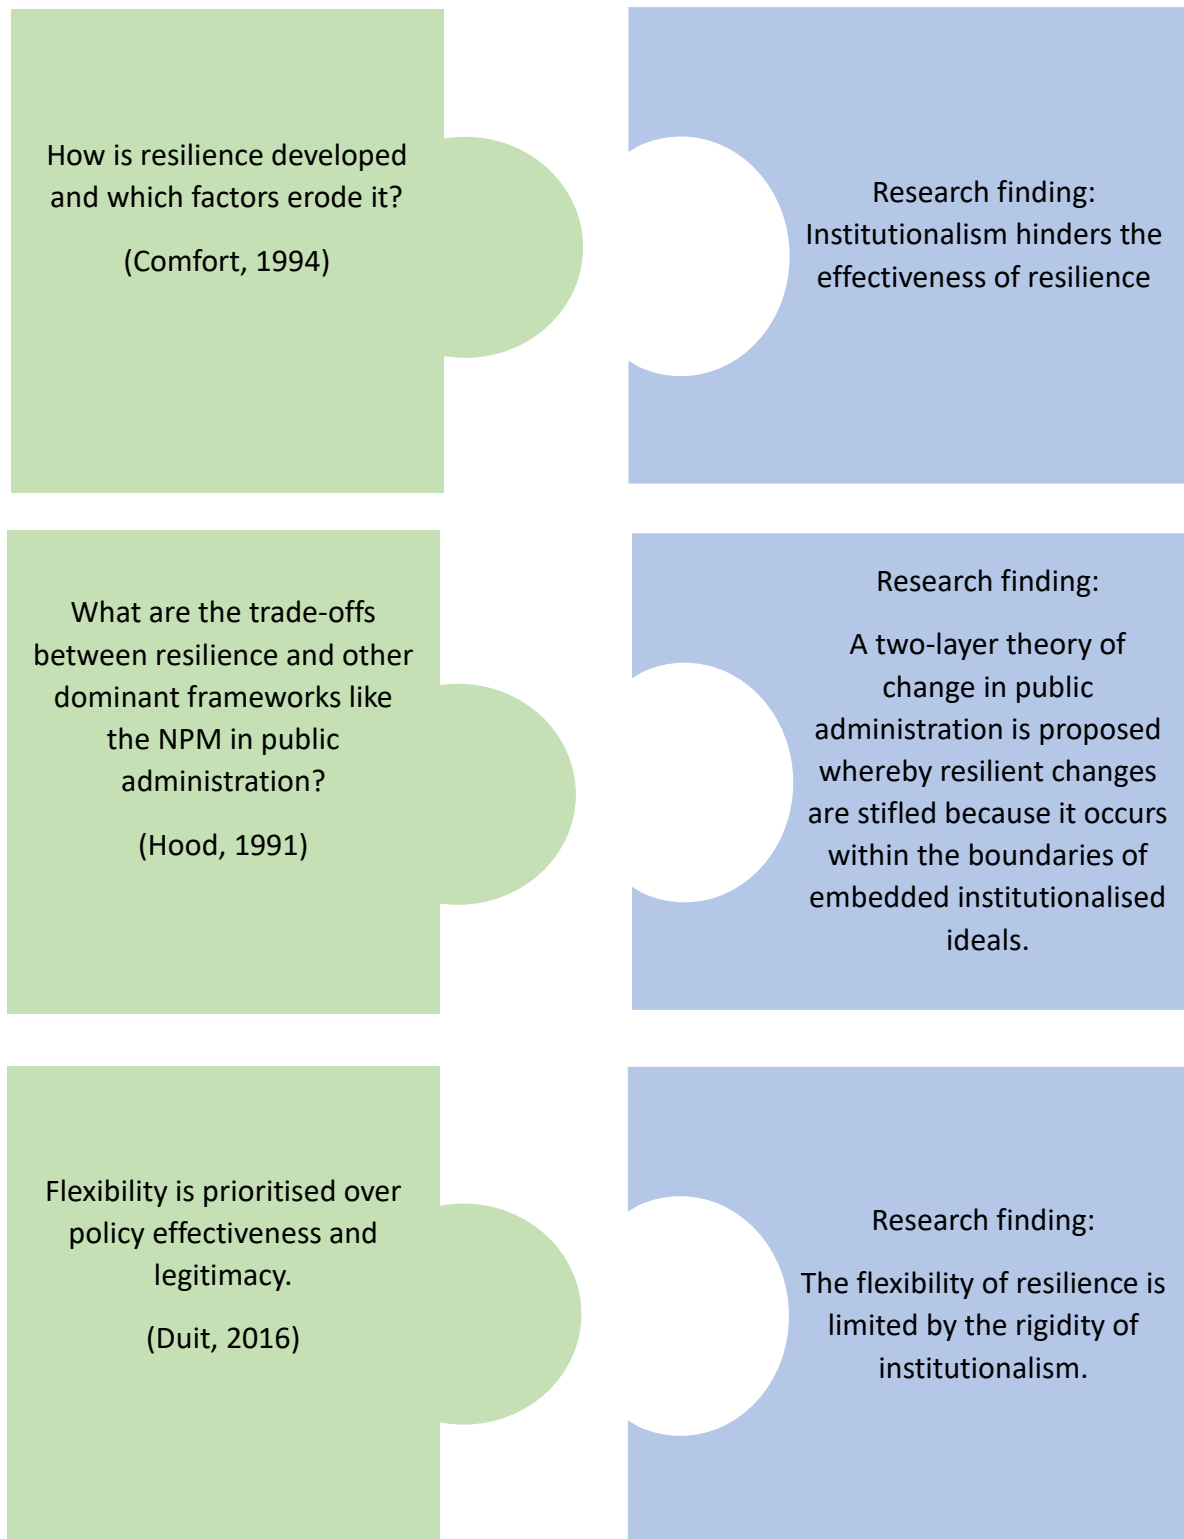 How is resilience developed
and which factors erode it?
(Comfort, 1994)
Research finding:
Institutionalism hinders the
effectiveness of resilience
What are the trade-offs
between resilience and other
dominant frameworks like
the NPM in public
administration?
(Hood, 1991)
Research finding:
A two-layer theory of
change in public
administration is proposed
whereby resilient changes
are stifled because it occurs
within the boundaries of
embedded institutionalised
ideals.
Flexibility is prioritised over
policy effectiveness and
legitimacy.
(Duit, 2016)
Research finding:
The flexibility of resilience is
limited by the rigidity of
institutionalism.